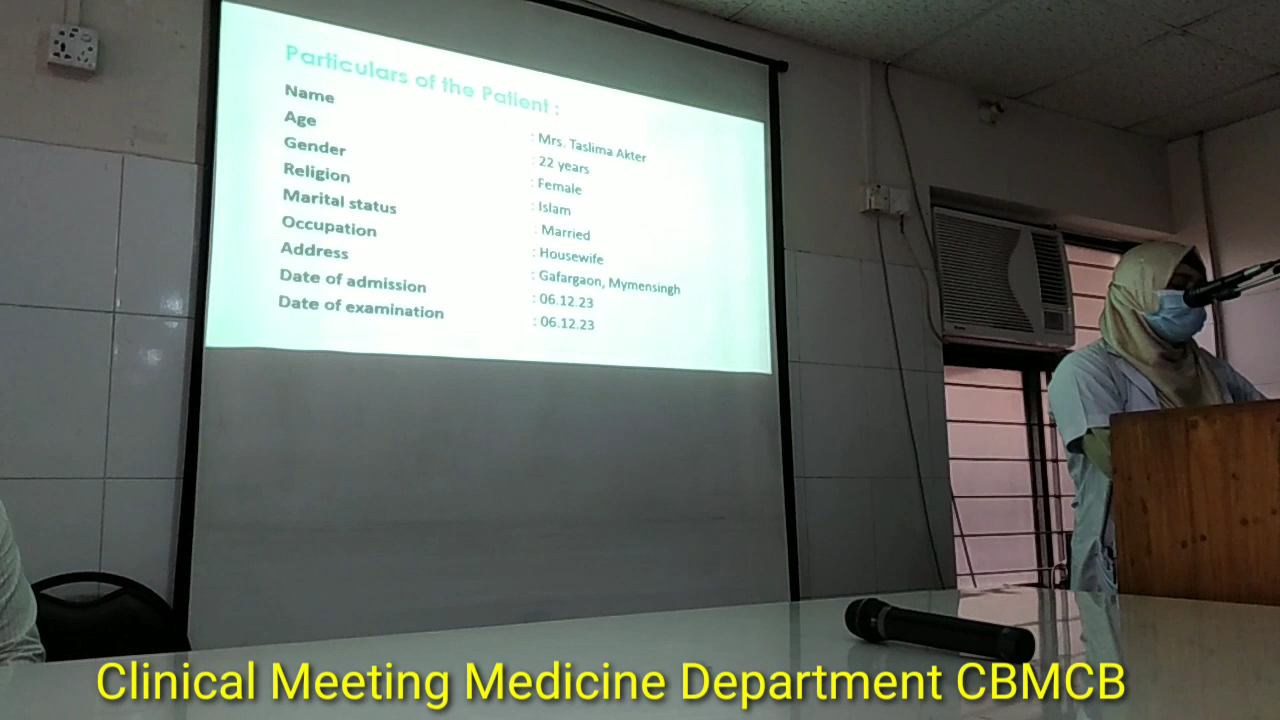 Particulars of the Patient :
Name : Mrs. Taslima Akter
Age : 22 years
Gender : Female
Religion : Islam
Marital status : Married
Occupation : Housewife
Address : Gafargaon, Mymensingh
Date of admission : 06.12.23
Date of examination : 06.12.23
Clinical Meeting Medicine Department CBMCB